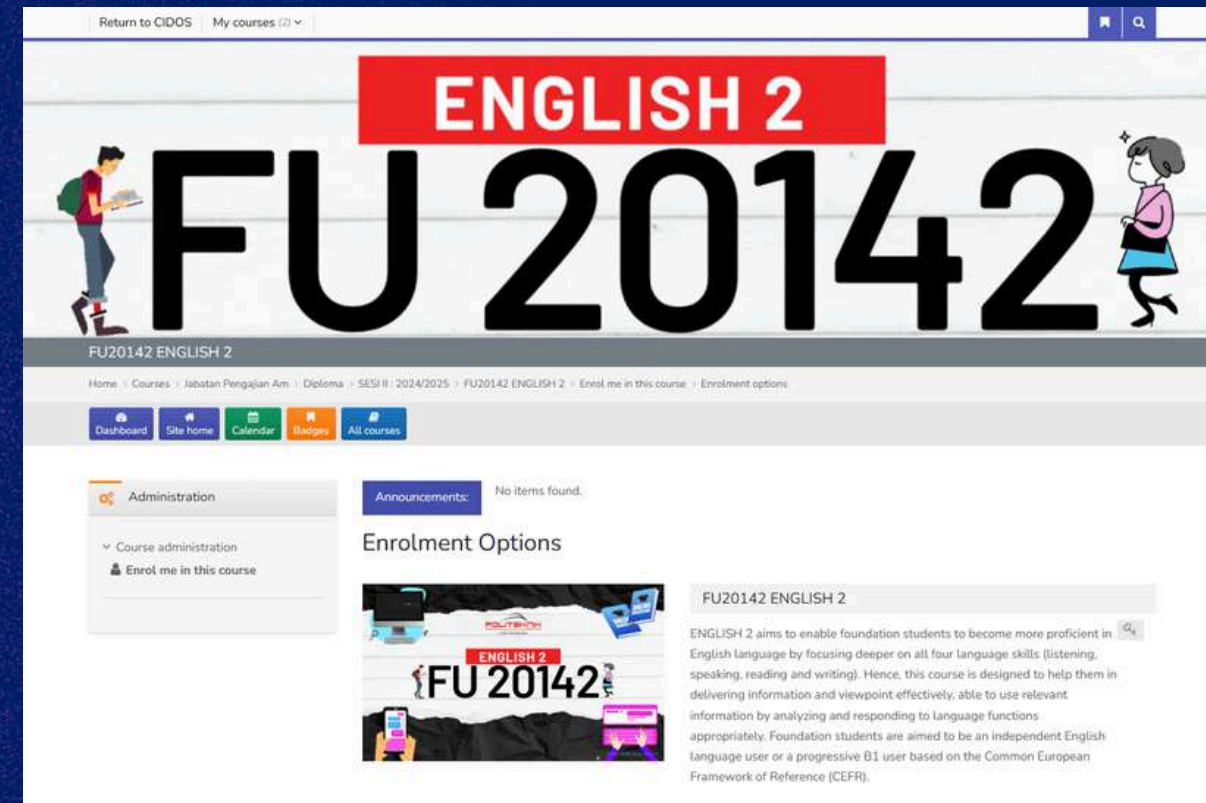 Return to CIDOS My courses (2)
ENGLISH 2
FU 20142
FU20142 ENGLISH 2
Home > Courses > Jabatan Pengajian Am > Diploma > SESI II : 2024/2025 > FU20142 ENGLISH 2 > Enrol me in this course > Enrolment options
Dashboard Site home Calendar Badges All courses
Administration
Course administration
Enrol me in this course
Announcements: No items found.
Enrolment Options
POLITEKNIK
ENGLISH 2
FU 20142
FU20142 ENGLISH 2
ENGLISH 2 aims to enable foundation students to become more proficient in
English language by focusing deeper on all four language skills (listening,
speaking, reading and writing). Hence, this course is designed to help them in
delivering information and viewpoint effectively, able to use relevant
information by analyzing and responding to language functions
appropriately. Foundation students are aimed to be an independent English
language user or a progressive B1 user based on the Common European
Framework of Reference (CEFR).